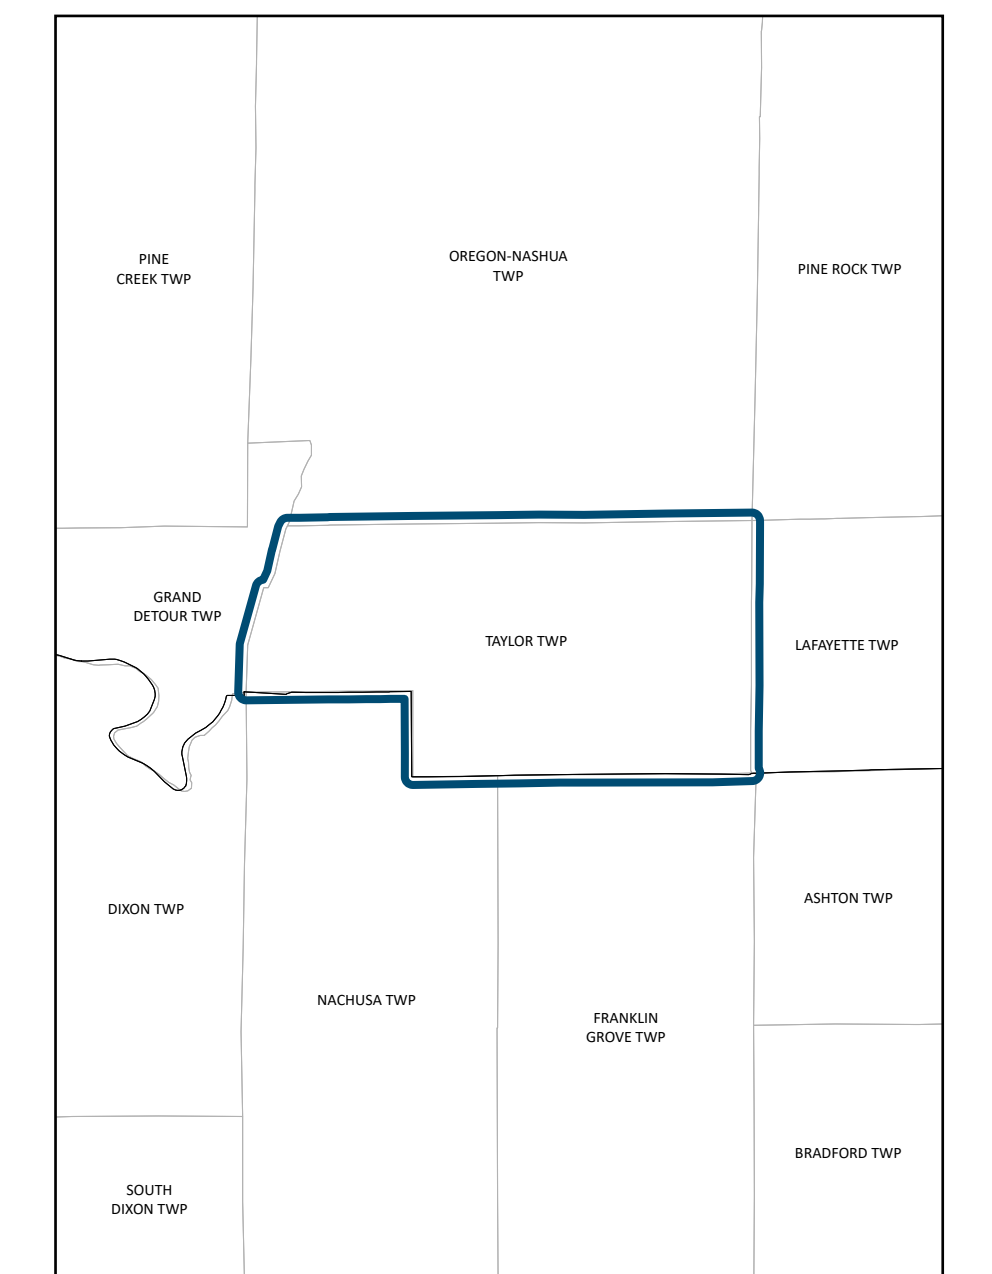 PINE
CREEK TWP
OREGON-NASHUA
TWP
PINE ROCK TWP
GRAND
DETOUR TWP
TAYLOR TWP
LAFAYETTE TWP
DIXON TWP
ASHTON TWP
NACHUSA TWP
FRANKLIN
GROVE TWP
BRADFORD TWP
SOUTH
DIXON TWP